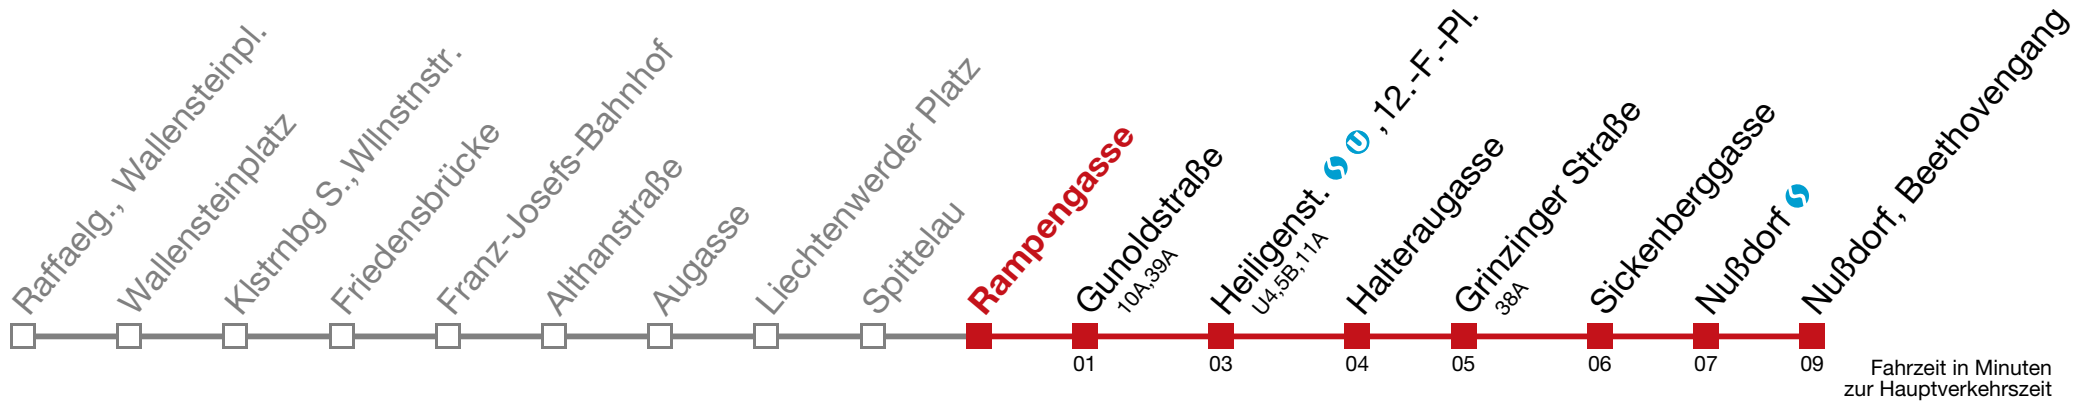 Raffaelg., Wallensteinpl.
Wallensteinplatz
Klstrnbg S.,Wllnstnstr.
Friedensbrücke
Franz-Josefs-Bahnhof
Althanstraße
Augasse
Liechtenwerder Platz
Spittelau
Rampengasse
Gunoldstraße
10A,39A
Heiligenst. S U , 12.-F.-Pl.
U4,5B,11A
Halteraugasse
Grinzinger Straße
38A
Sickenberggasse
Nußdorf S
Nußdorf, Beethovengang
01 03 04 05 06 07 09
Fahrzeit in Minuten
zur Hauptverkehrszeit